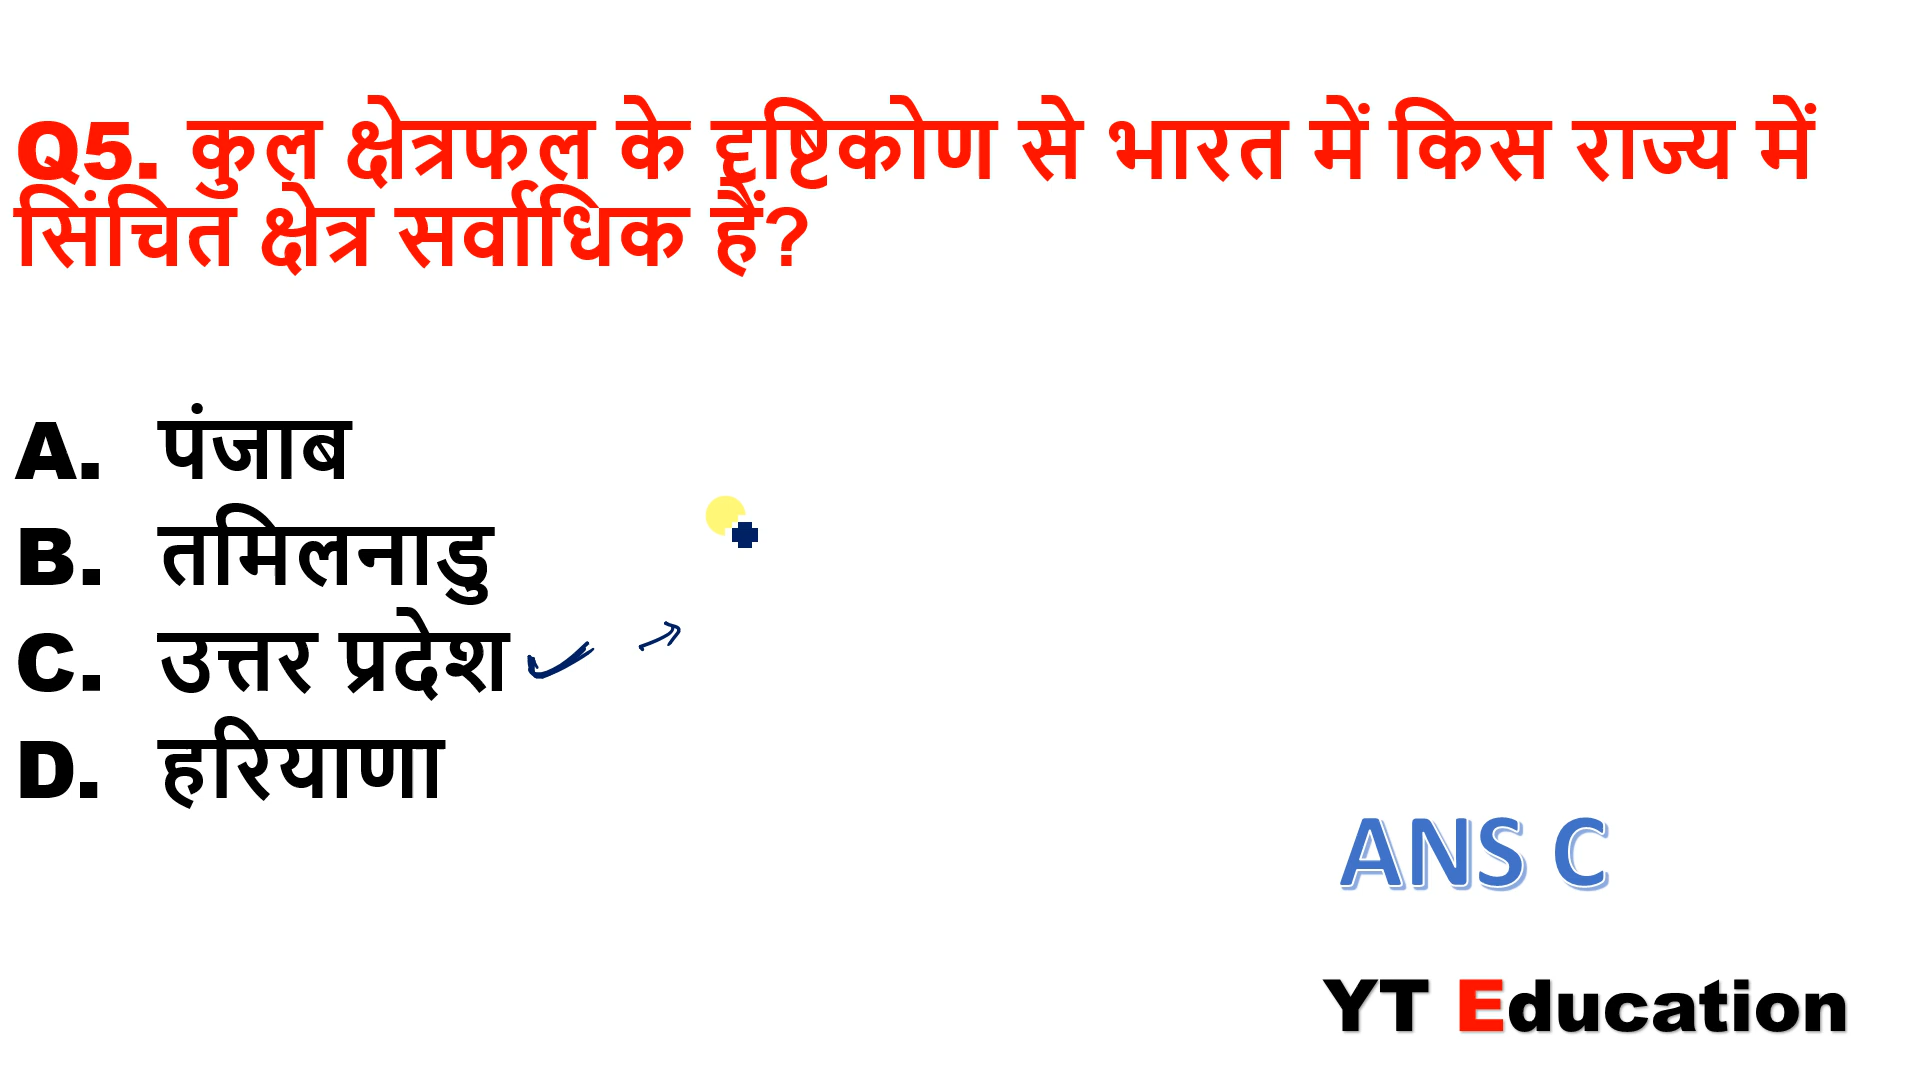 Q5. कुल क्षेत्रफल के दृष्टिकोण से भारत में किस राज्य में
सिंचित क्षेत्र सर्वाधिक हैं?
A. पंजाब
B. तमिलनाडु
C. उत्तर प्रदेश
D. हरियाणा
ANS C
YT Education